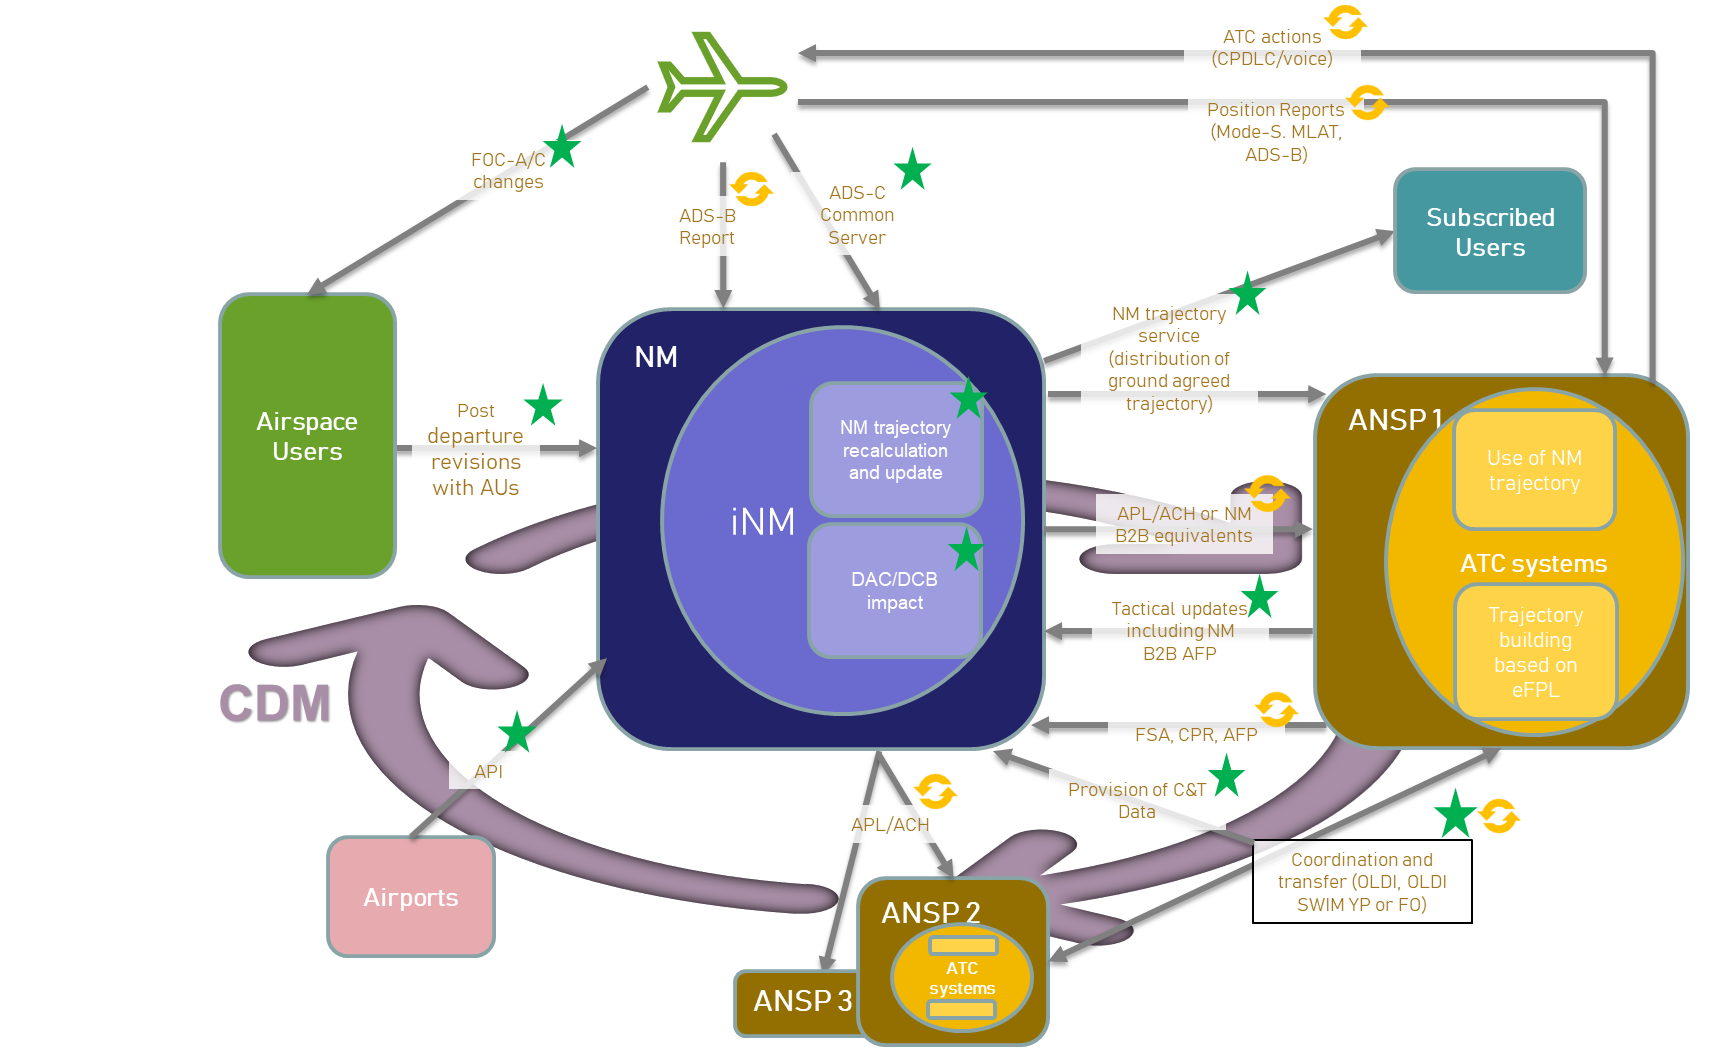 ATC actions
(CPDLC/voice)
Position Reports
(Mode-S. MLAT,
ADS-B)
FOC-A/C
changes
ADS-B
Report
ADS-C
Common
Server
Subscribed
Users
NM trajectory
service
(distribution of
ground agreed
trajectory)
Airspace
Users
Post
departure
revisions
with AUs
NM
iNM
NM trajectory
recalculation
and update
DAC/DCB
impact
ANSP 1
Use of NM
trajectory
ATC systems
Trajectory
building
based on
eFPL
APL/ACH or NM
B2B equivalents
Tactical updates
including NM
B2B AFP
FSA, CPR, AFP
Provision of C&T
Data
CDM
API
Airports
APL/ACH
Coordination and
transfer (OLDI, OLDI
SWIM YP or FO)
ANSP 2
ATC
systems
ANSP 3